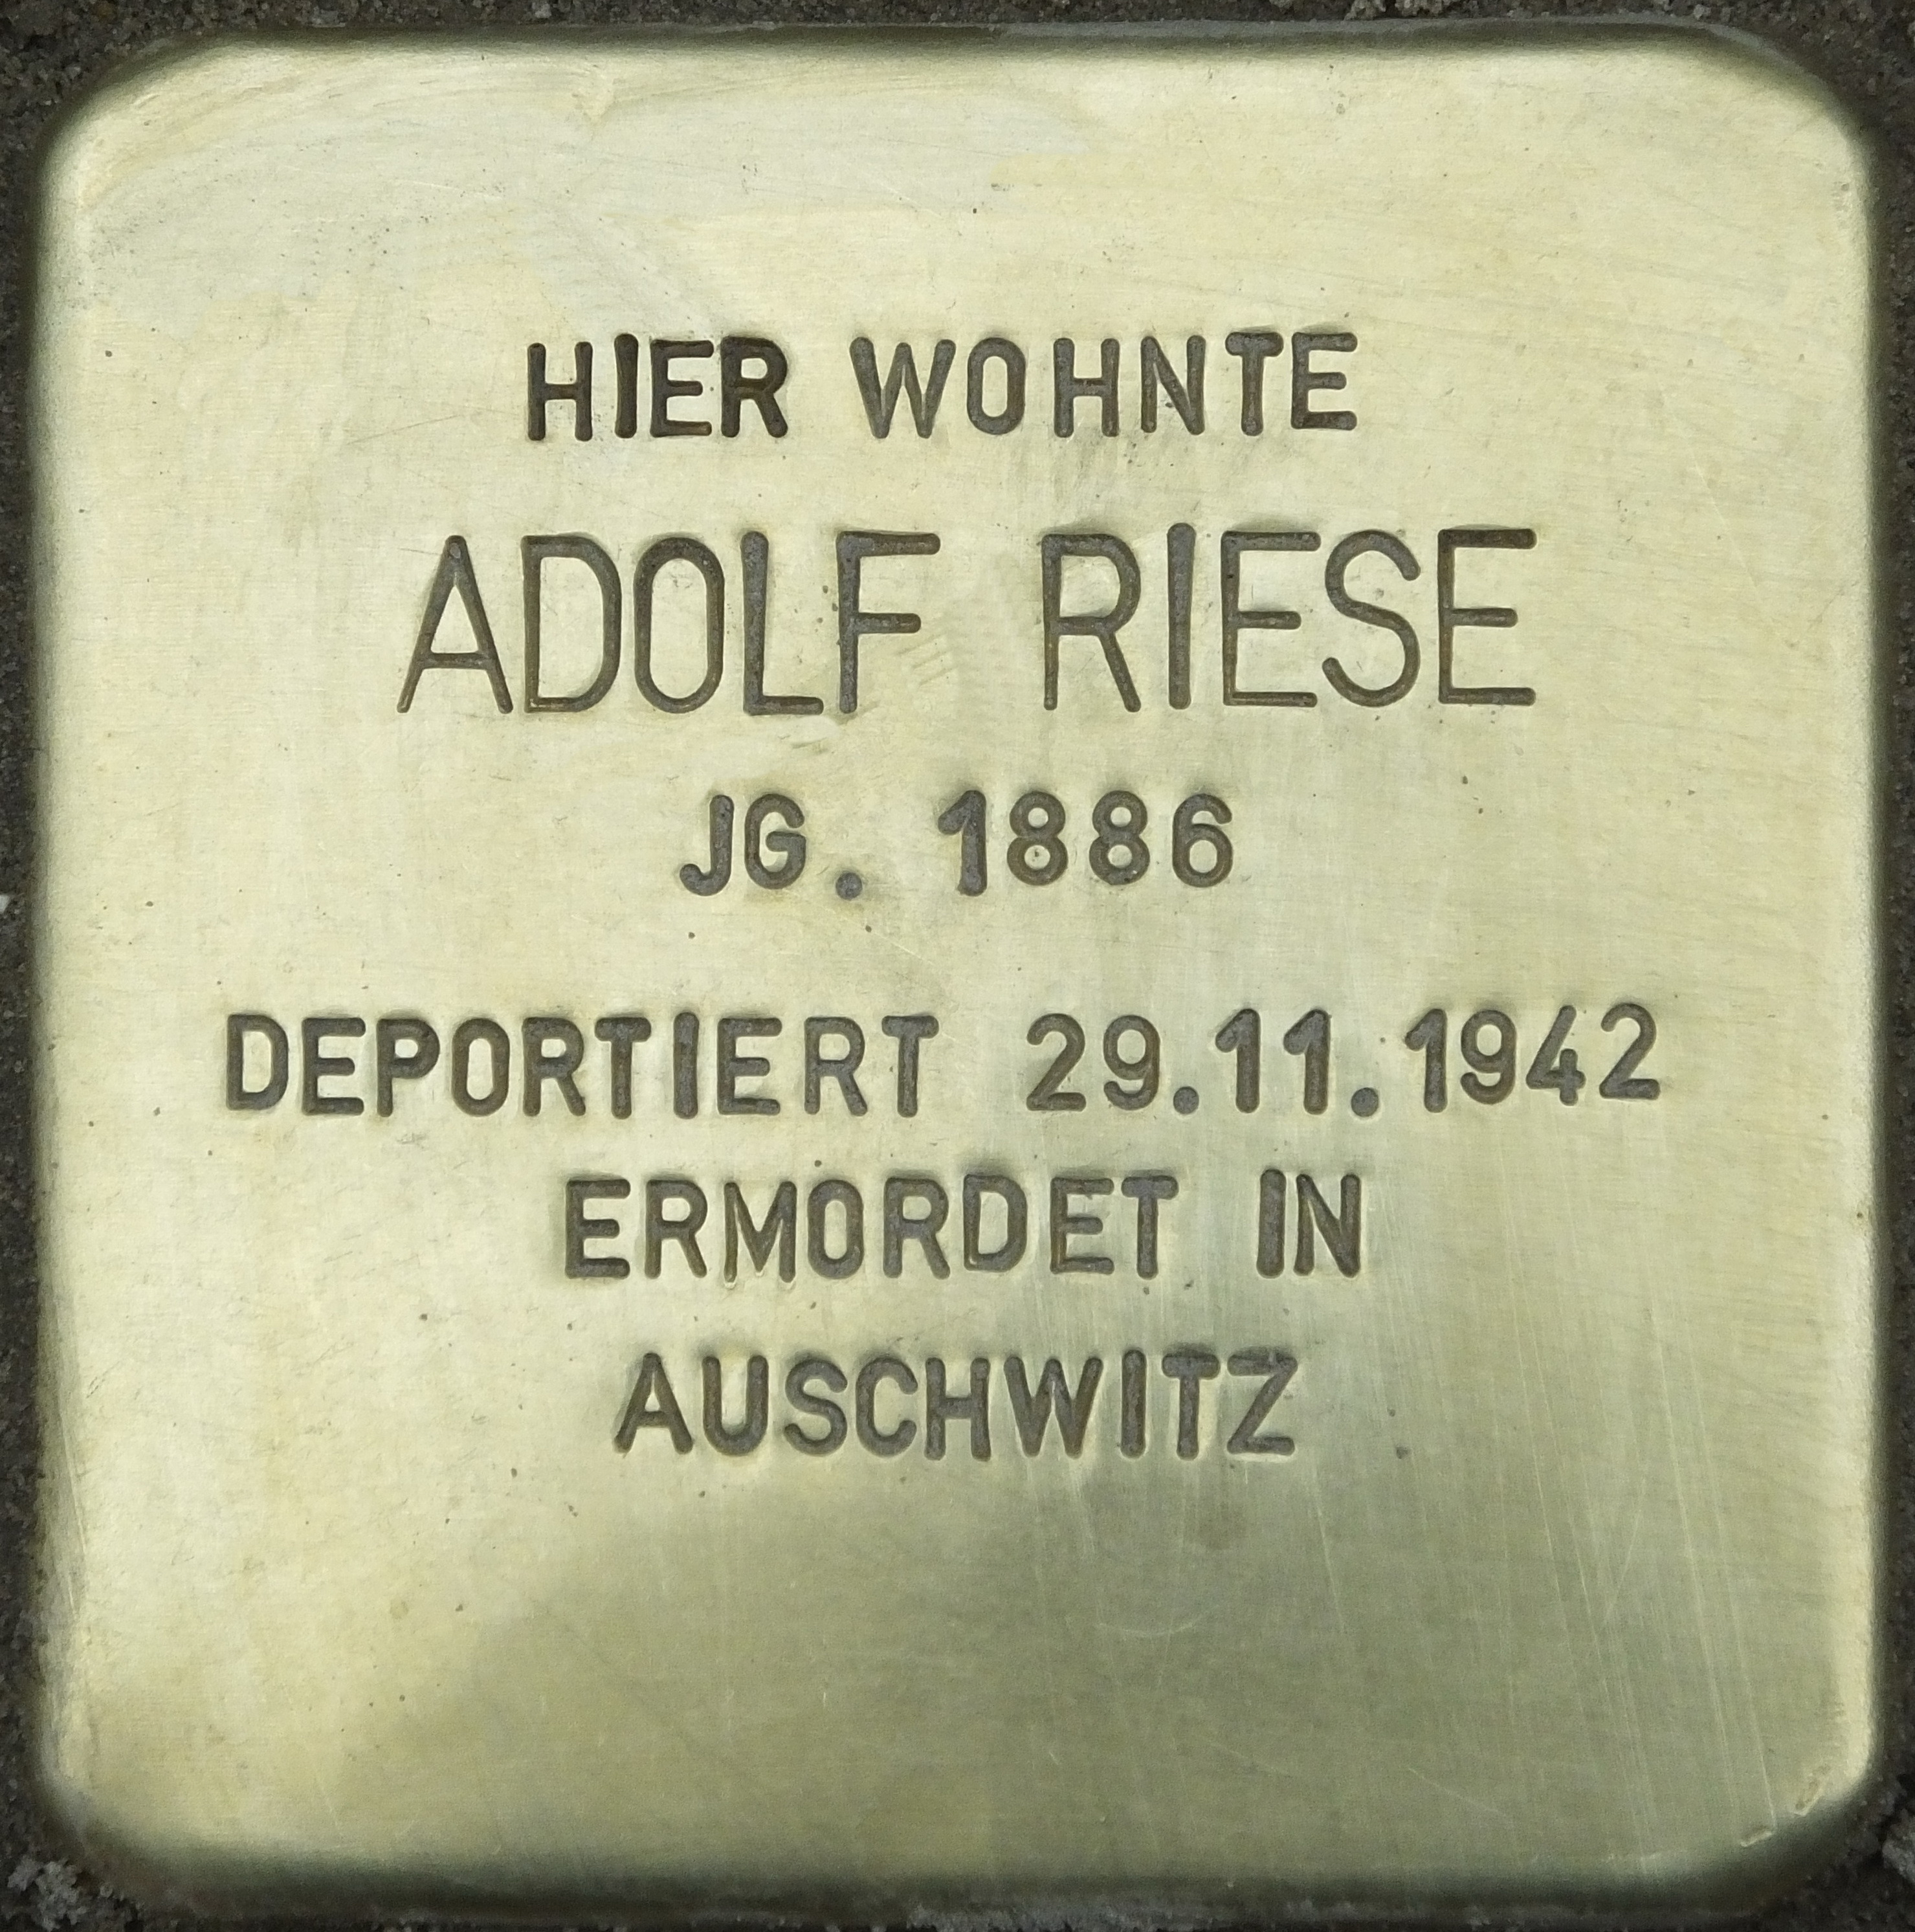 HIER WOHNTE
ADOLF RIESE
JG. 1886
DEPORTIERT 29.11.1942
ERMORDET IN
AUSCHWITZ